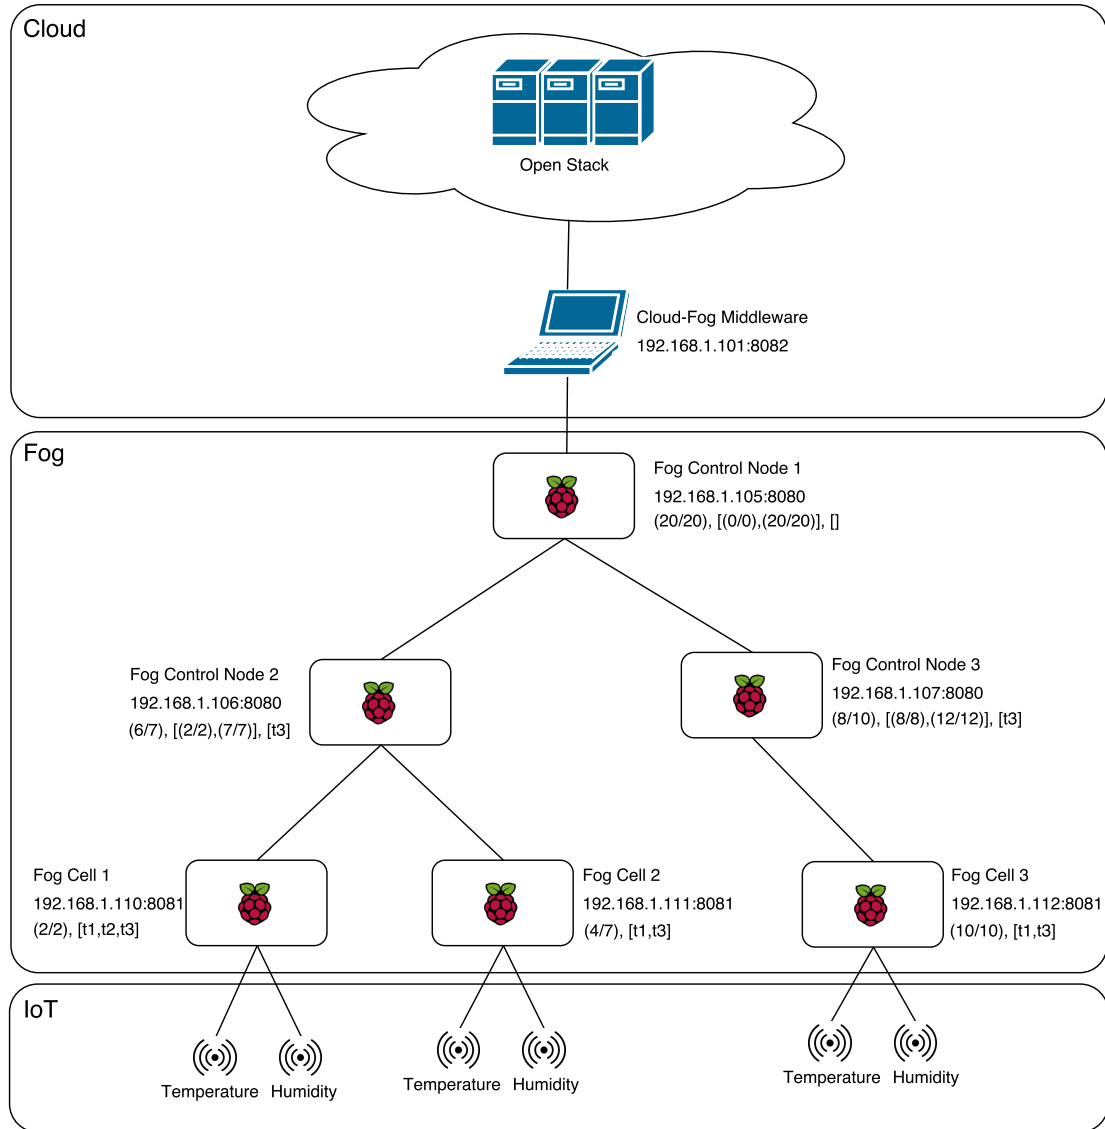 Cloud
Open Stack
Cloud-Fog Middleware
192.168.1.101:8082
Fog
Fog Control Node 1
192.168.1.105:8080
(20/20), [(0/0),(20/20)], []
Fog Control Node 2
192.168.1.106:8080
(6/7), [(2/2),(7/7)], [t3]
Fog Control Node 3
192.168.1.107:8080
(8/10), [(8/8),(12/12)], [t3]
Fog Cell 1
192.168.1.110:8081
(2/2), [t1,t2,t3]
Fog Cell 2
192.168.1.111:8081
(4/7), [t1,t3]
Fog Cell 3
192.168.1.112:8081
(10/10), [t1,t3]
IoT
Temperature Humidity
Temperature Humidity
Temperature Humidity